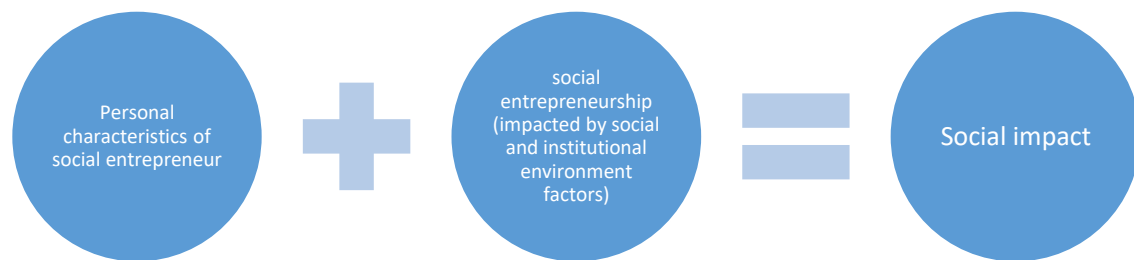 Personal
characteristics of
social entrepreneur
social
entrepreneurship
(impacted by social
and institutional
environment
factors)
Social impact